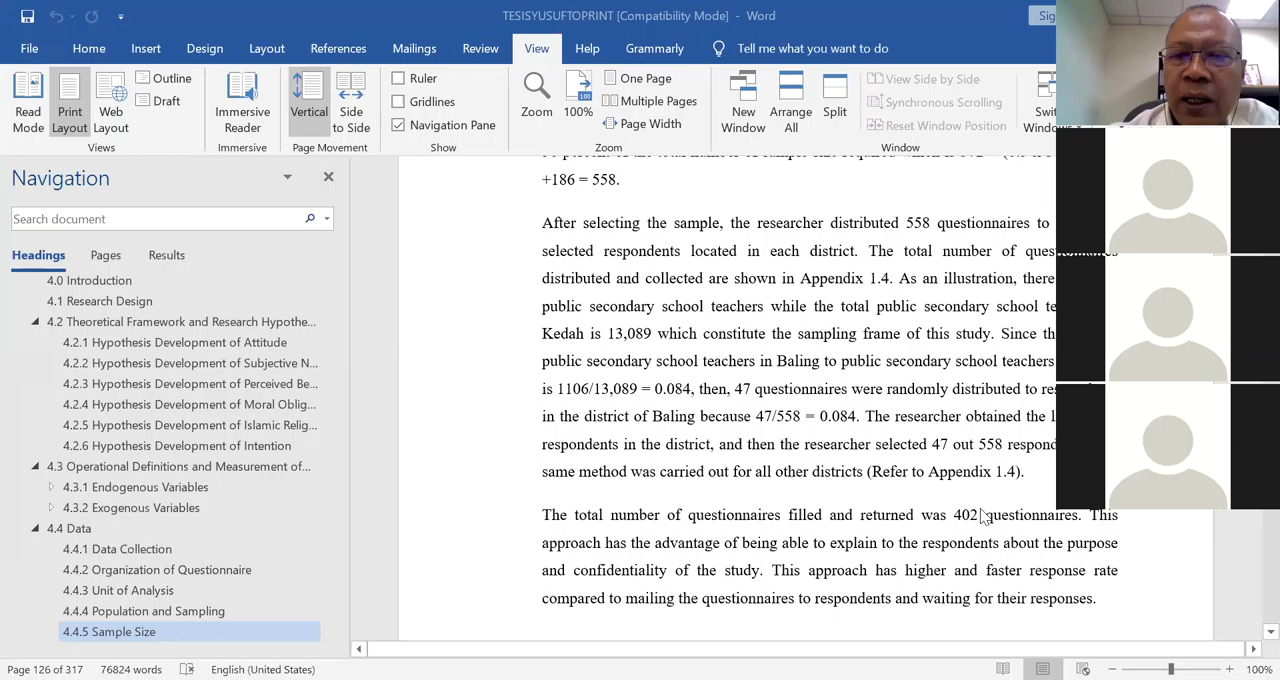 TESISYUSUFTOPRINT [Compatibility Mode] - Word
File Home Insert Design Layout References Mailings Review View Help Grammarly Tell me what you want to do
Read Mode
Print Layout
Web Layout
Outline
Draft
Views
Immersive Reader
Immersive
Vertical
Side to Side
Page Movement
Ruler
Gridlines
Navigation Pane
Show
Zoom
100
100%
One Page
Multiple Pages
Page Width
Zoom
New Window
Arrange All
Split
View Side by Side
Synchronous Scrolling
Reset Window Position
Window
Navigation
Search document
Headings Pages Results
4.0 Introduction
4.1 Research Design
4.2 Theoretical Framework and Research Hypothe...
4.2.1 Hypothesis Development of Attitude
4.2.2 Hypothesis Development of Subjective N...
4.2.3 Hypothesis Development of Perceived Be...
4.2.4 Hypothesis Development of Moral Oblig...
4.2.5 Hypothesis Development of Islamic Relig...
4.2.6 Hypothesis Development of Intention
4.3 Operational Definitions and Measurement of...
4.3.1 Endogenous Variables
4.3.2 Exogenous Variables
4.4 Data
4.4.1 Data Collection
4.4.2 Organization of Questionnaire
4.4.3 Unit of Analysis
4.4.4 Population and Sampling
4.4.5 Sample Size
+186 = 558.
After selecting the sample, the researcher distributed 558 questionnaires to
selected respondents located in each district. The total number of questionnaires
distributed and collected are shown in Appendix 1.4. As an illustration, there
public secondary school teachers while the total public secondary school
Kedah is 13,089 which constitute the sampling frame of this study. Since
public secondary school teachers in Baling to public secondary school teachers
is 1106/13,089 = 0.084, then, 47 questionnaires were randomly distributed to
in the district of Baling because 47/558 = 0.084. The researcher obtained the
respondents in the district, and then the researcher selected 47 out 558
same method was carried out for all other districts (Refer to Appendix 1.4).
The total number of questionnaires filled and returned was 402 questionnaires. This
approach has the advantage of being able to explain to the respondents about the purpose
and confidentiality of the study. This approach has higher and faster response rate
compared to mailing the questionnaires to respondents and waiting for their responses.
Page 126 of 317 76824 words English (United States) 100%